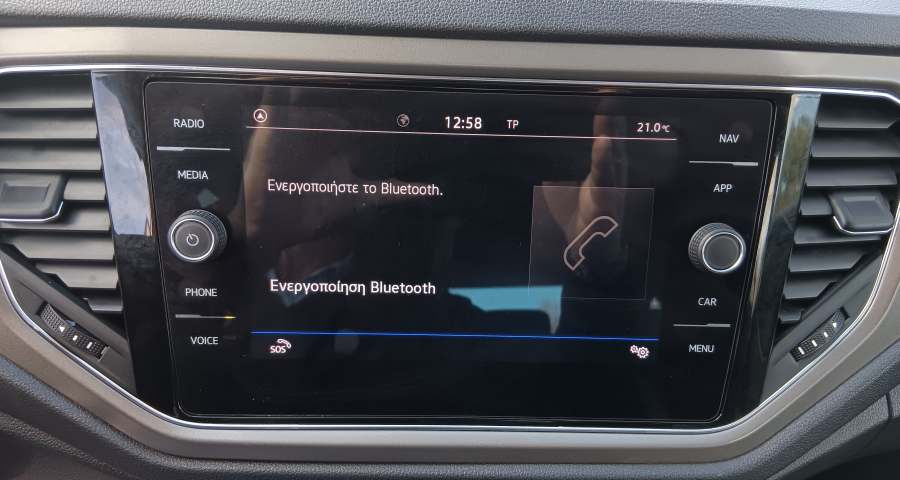 RADIO
MEDIA
PHONE
VOICE
12:58 TP 21.0°C
Ενεργοποιήστε το Bluetooth.
Ενεργοποίηση Bluetooth
SOS
NAV
APP
CAR
MENU